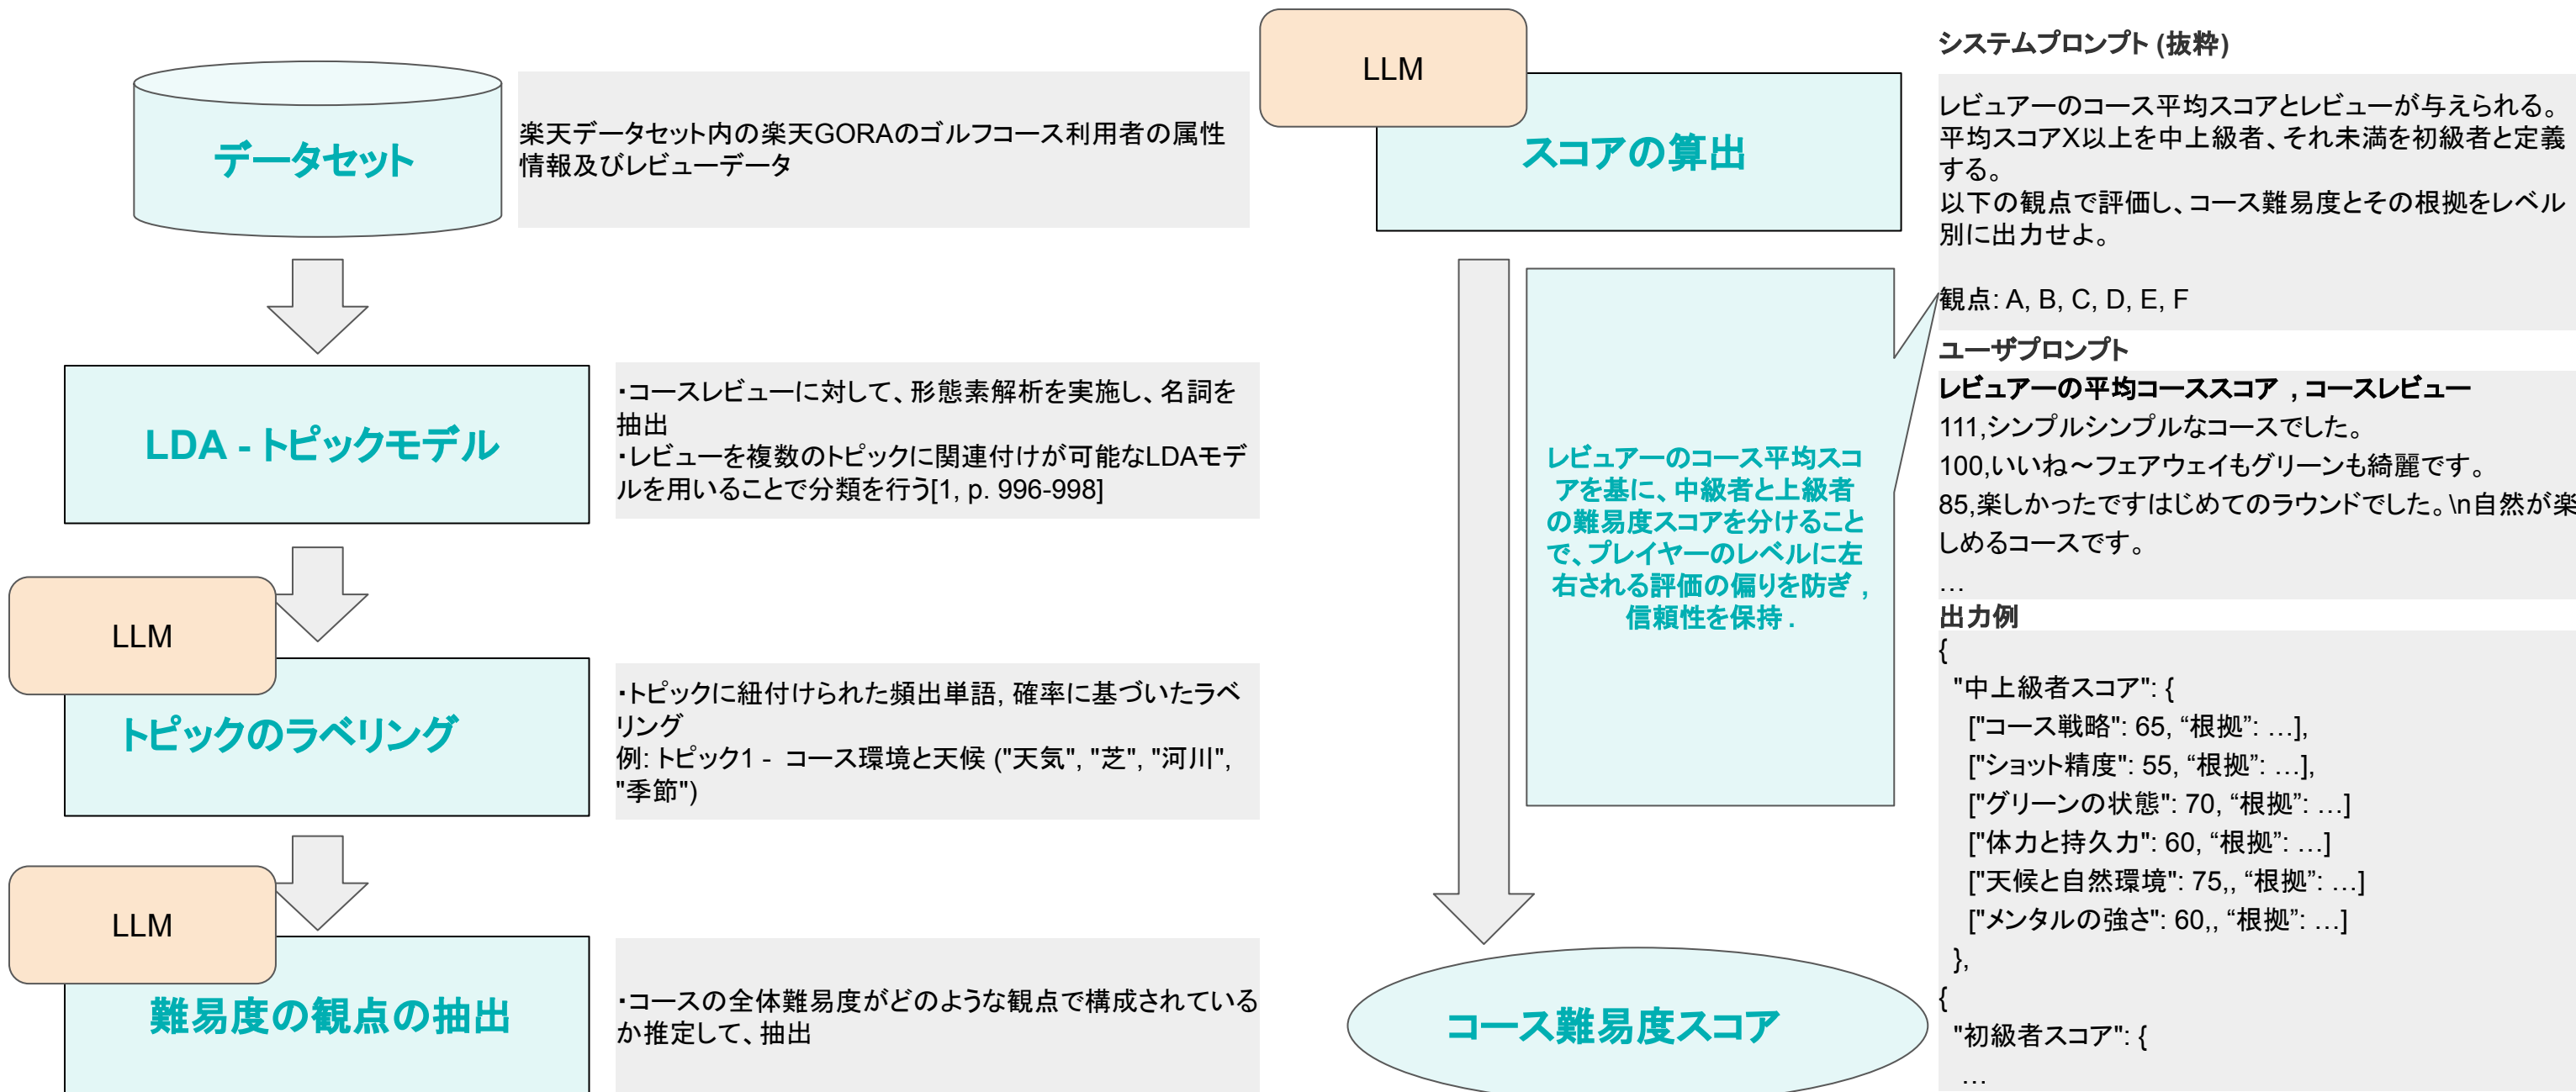 データセット
楽天データセット内の楽天GORAのゴルフコース利用者の属性
情報及びレビューデータ
LDA - トピックモデル
・コースレビューに対して、形態素解析を実施し、名詞を
抽出
・レビューを複数のトピックに関連付けが可能なLDAモデ
ルを用いることで分類を行う[1, p. 996-998]
LLM
トピックのラベリング
・トピックに紐付けられた頻出単語, 確率に基づいたラベ
リング
例: トピック1 - コース環境と天候 ("天気", "芝", "河川",
"季節")
LLM
難易度の観点の抽出
・コースの全体難易度がどのような観点で構成されている
か推定して、抽出
LLM
スコアの算出
レビュアーのコース平均スコ
アを基に、中級者と上級者
の難易度スコアを分けること
で、プレイヤーのレベルに左
右される評価の偏りを防ぎ ,
信頼性を保持 .
コース難易度スコア
システムプロンプト (抜粋)
レビュアーのコース平均スコアとレビューが与えられる。
平均スコアX以上を中上級者、それ未満を初級者と定義
する。
以下の観点で評価し、コース難易度とその根拠をレベル
別に出力せよ。
観点: A, B, C, D, E, F
ユーザプロンプト
レビュアーの平均コーススコア , コースレビュー
111,シンプルシンプルなコースでした。
100,いいね～フェアウェイもグリーンも綺麗です。
85,楽しかったですはじめてのラウンドでした。\n自然が楽
しめるコースです。
…
出力例
{
"中上級者スコア": {
["コース戦略": 65, “根拠”: …],
["ショット精度": 55, “根拠”: …],
["グリーンの状態": 70, “根拠”: …]
["体力と持久力": 60, “根拠”: …]
["天候と自然環境": 75,, “根拠”: …]
["メンタルの強さ": 60,, “根拠”: …]
},
{
"初級者スコア": {
…